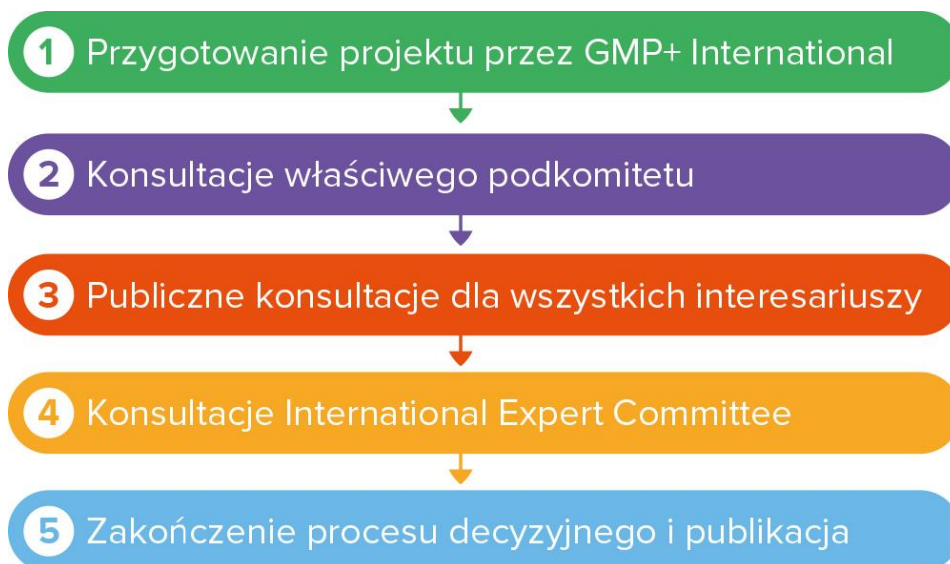 1 Przygotowanie projektu przez GMP+ International
2 Konsultacje właściwego podkomitetu
3 Publiczne konsultacje dla wszystkich interesariuszy
4 Konsultacje International Expert Committee
5 Zakończenie procesu decyzyjnego i publikacja